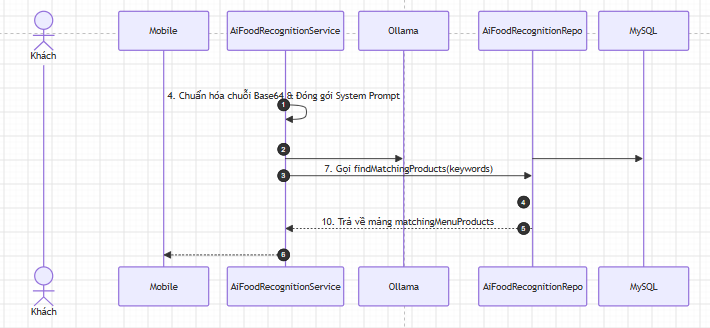 Khách
Mobile
AiFoodRecognitionService
Ollama
AiFoodRecognitionRepo
MySQL
4. Chuẩn hóa chuỗi Base64 & Đóng gói System Prompt
1
2
7. Gọi findMatchingProducts(keywords)
3
4
10. Trả về mảng matchingMenuProducts
5
6
Mobile
AiFoodRecognitionService
Ollama
AiFoodRecognitionRepo
MySQL
Khách